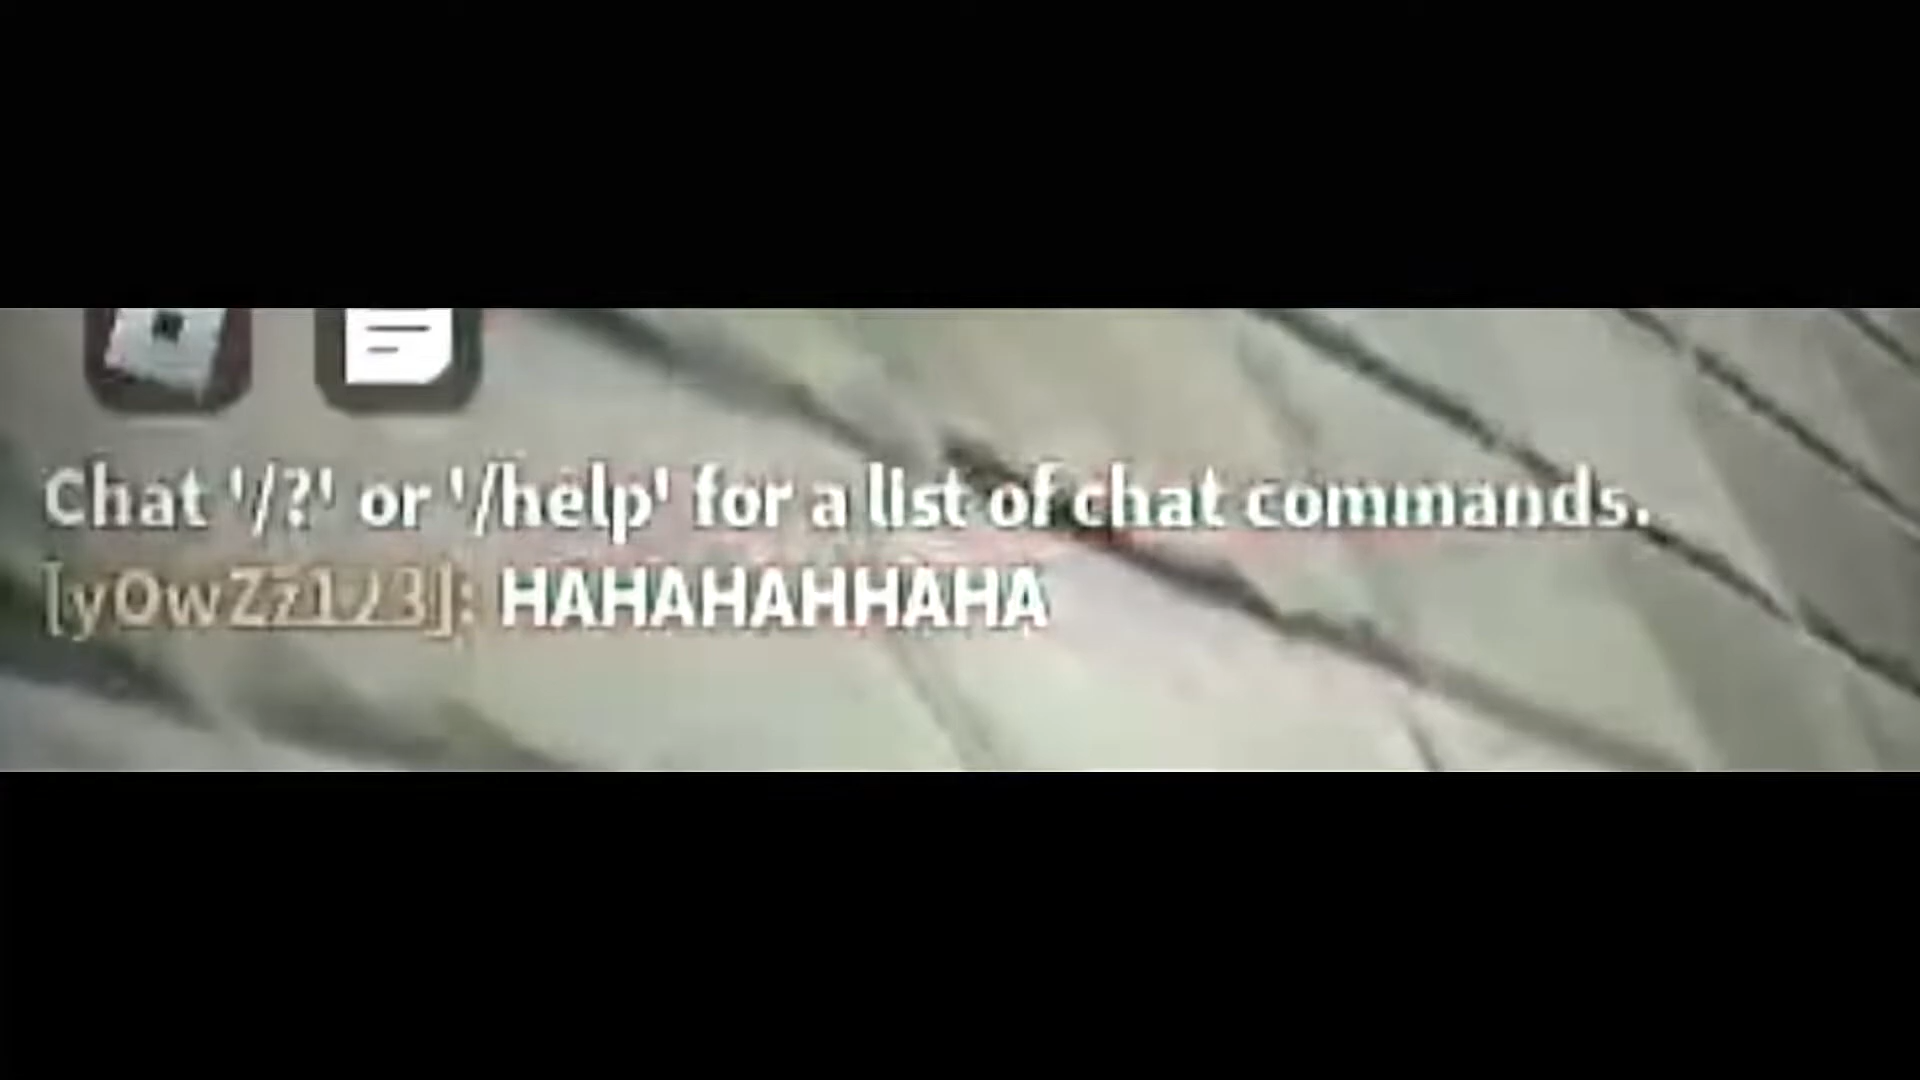 Chat '/?' or '/help' for a list of chat commands.
[yOwZz123]: HAHAHAHHAHA